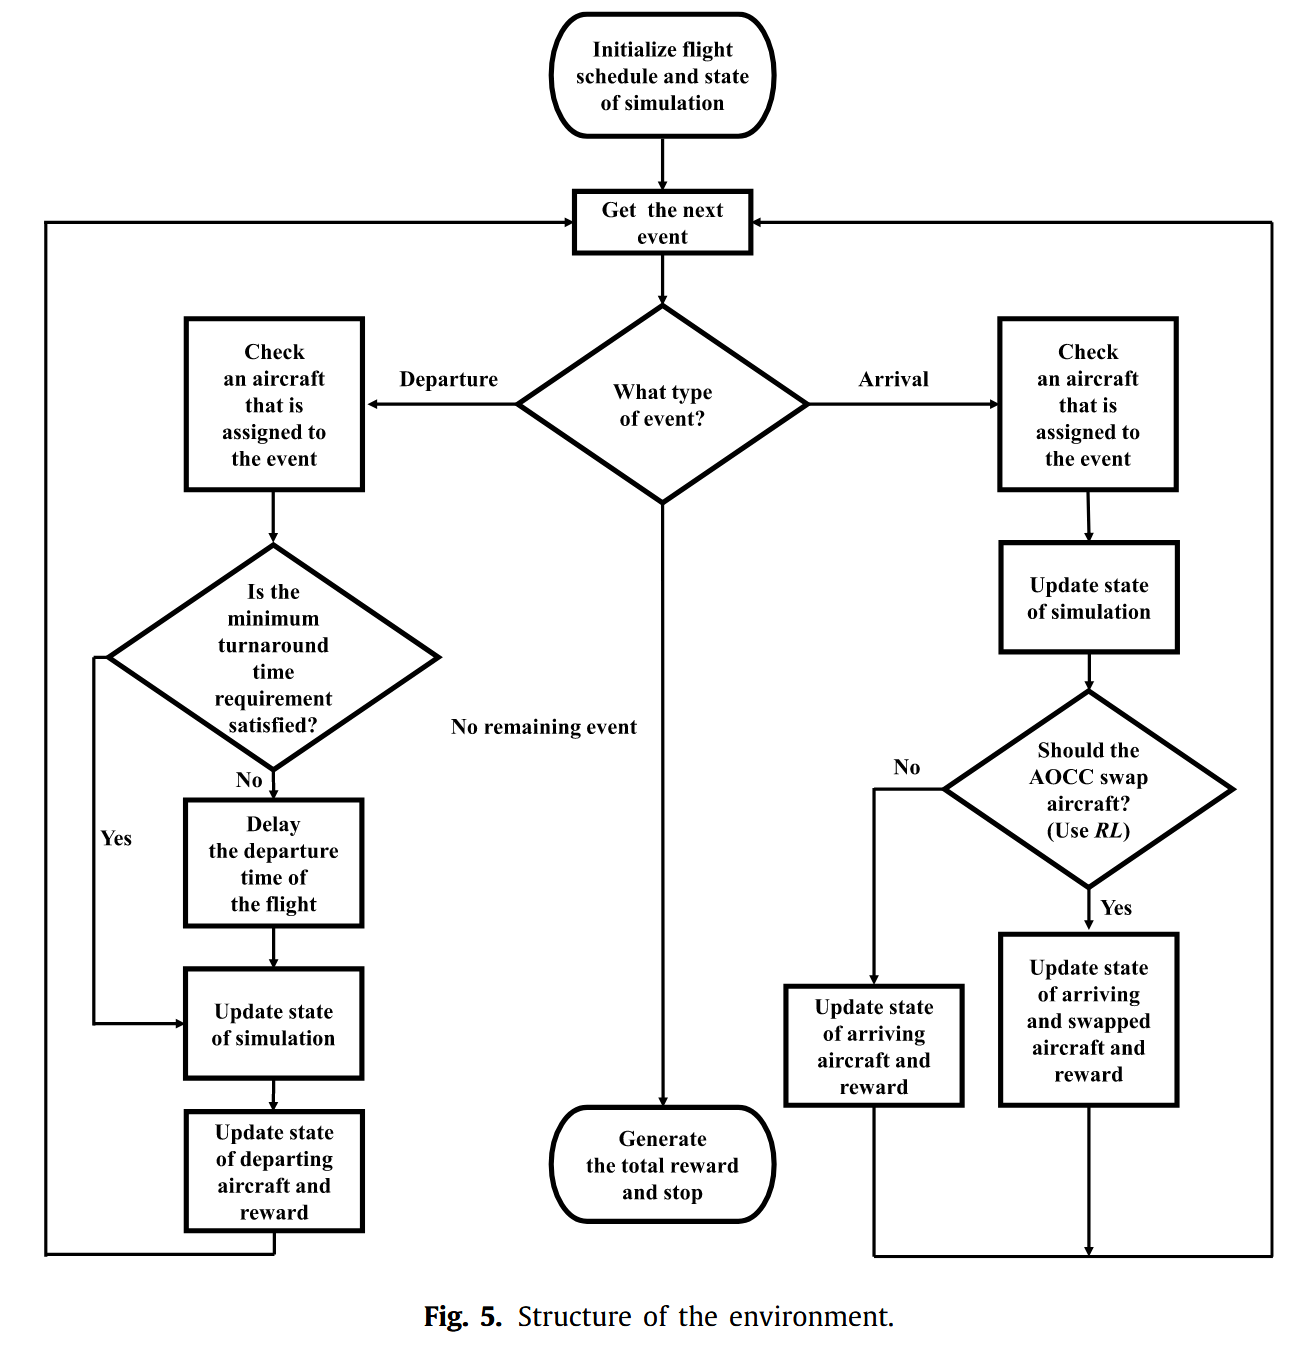 Initialize flight
schedule and state
of simulation
Get the next
event
What type
of event?
Departure
Arrival
No remaining event
Check
an aircraft
that is
assigned to
the event
Is the
minimum
turnaround
time
requirement
satisfied?
No
Yes
Delay
the departure
time of
the flight
Update state
of simulation
Update state
of departing
aircraft and
reward
Generate
the total reward
and stop
Check
an aircraft
that is
assigned to
the event
Update state
of simulation
Should the
AOCC swap
aircraft?
(Use RL)
No
Yes
Update state
of arriving
aircraft and
reward
Update state
of arriving
and swapped
aircraft and
reward
Fig. 5. Structure of the environment.